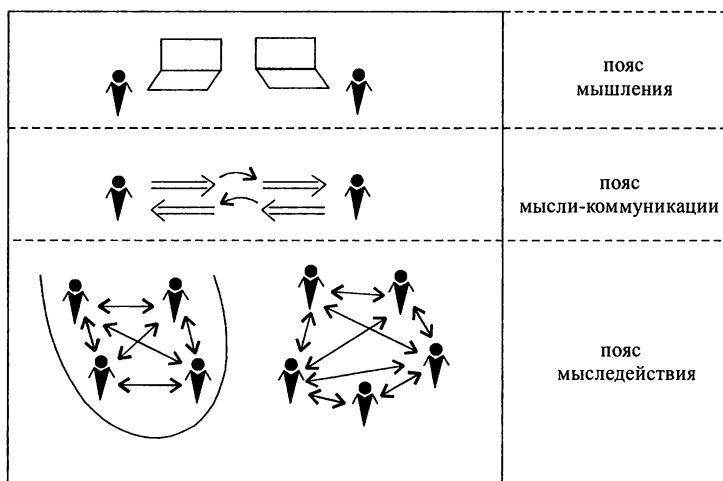 пояс
мышления
пояс
мысли-коммуникации
пояс
мыследействия